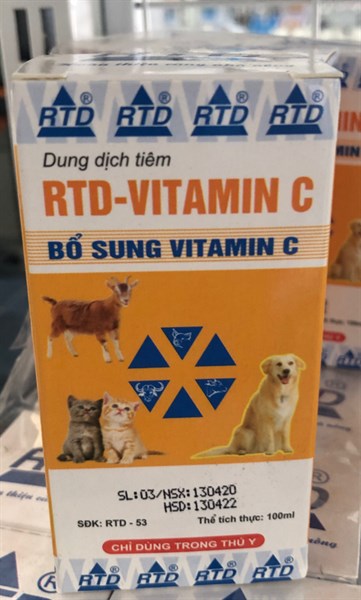 RTD® RTD® RTD® RTD®
Dung dịch tiêm
RTD-VITAMIN C
BỔ SUNG VITAMIN C
SL:03/NSX:130420
HSD:130422
SĐK: RTD - 53 Thể tích thực: 100ml
CHỈ DÙNG TRONG THÚ Y
RTD® RTD® RTD® RTD®